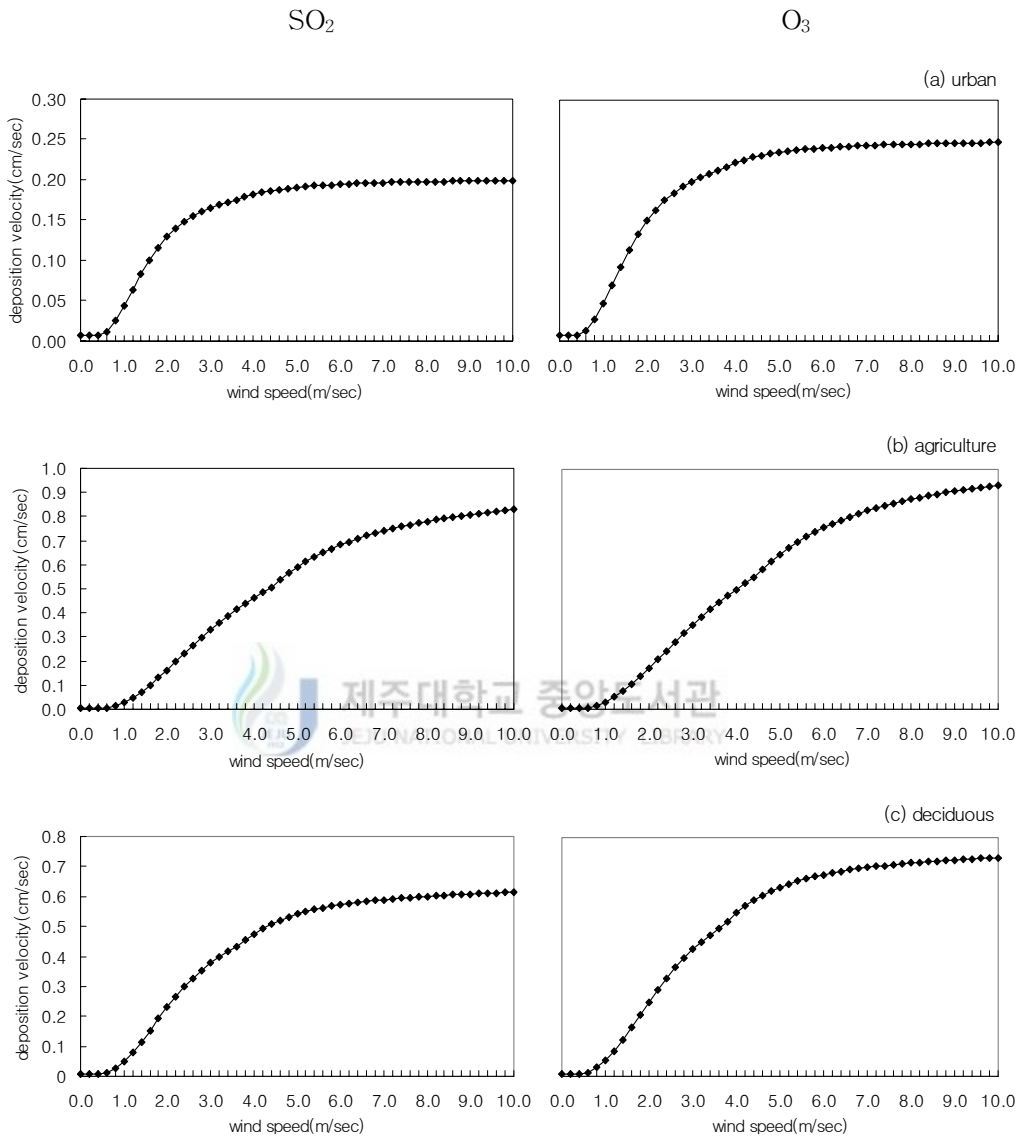 SO₂ O₃
(a) urban
deposition velocity(cm/sec)
0.30
0.25
0.20
0.15
0.10
0.05
0.00
0.0 1.0 2.0 3.0 4.0 5.0 6.0 7.0 8.0 9.0 10.0
wind speed(m/sec)
0.0 1.0 2.0 3.0 4.0 5.0 6.0 7.0 8.0 9.0 10.0
wind speed(m/sec)
(b) agriculture
deposition velocity(cm/sec)
1.0
0.9
0.8
0.7
0.6
0.5
0.4
0.3
0.2
0.1
0.0
0.0 1.0 2.0 3.0 4.0 5.0 6.0 7.0 8.0 9.0 10.0
wind speed(m/sec)
0.0 1.0 2.0 3.0 4.0 5.0 6.0 7.0 8.0 9.0 10.0
wind speed(m/sec)
제주대학교 중앙도서관
JEJU NATIONAL UNIVERSITY LIBRARY
(c) deciduous
deposition velocity(cm/sec)
0.8
0.7
0.6
0.5
0.4
0.3
0.2
0.1
0
0.0 1.0 2.0 3.0 4.0 5.0 6.0 7.0 8.0 9.0 10.0
wind speed(m/sec)
0.0 1.0 2.0 3.0 4.0 5.0 6.0 7.0 8.0 9.0 10.0
wind speed(m/sec)